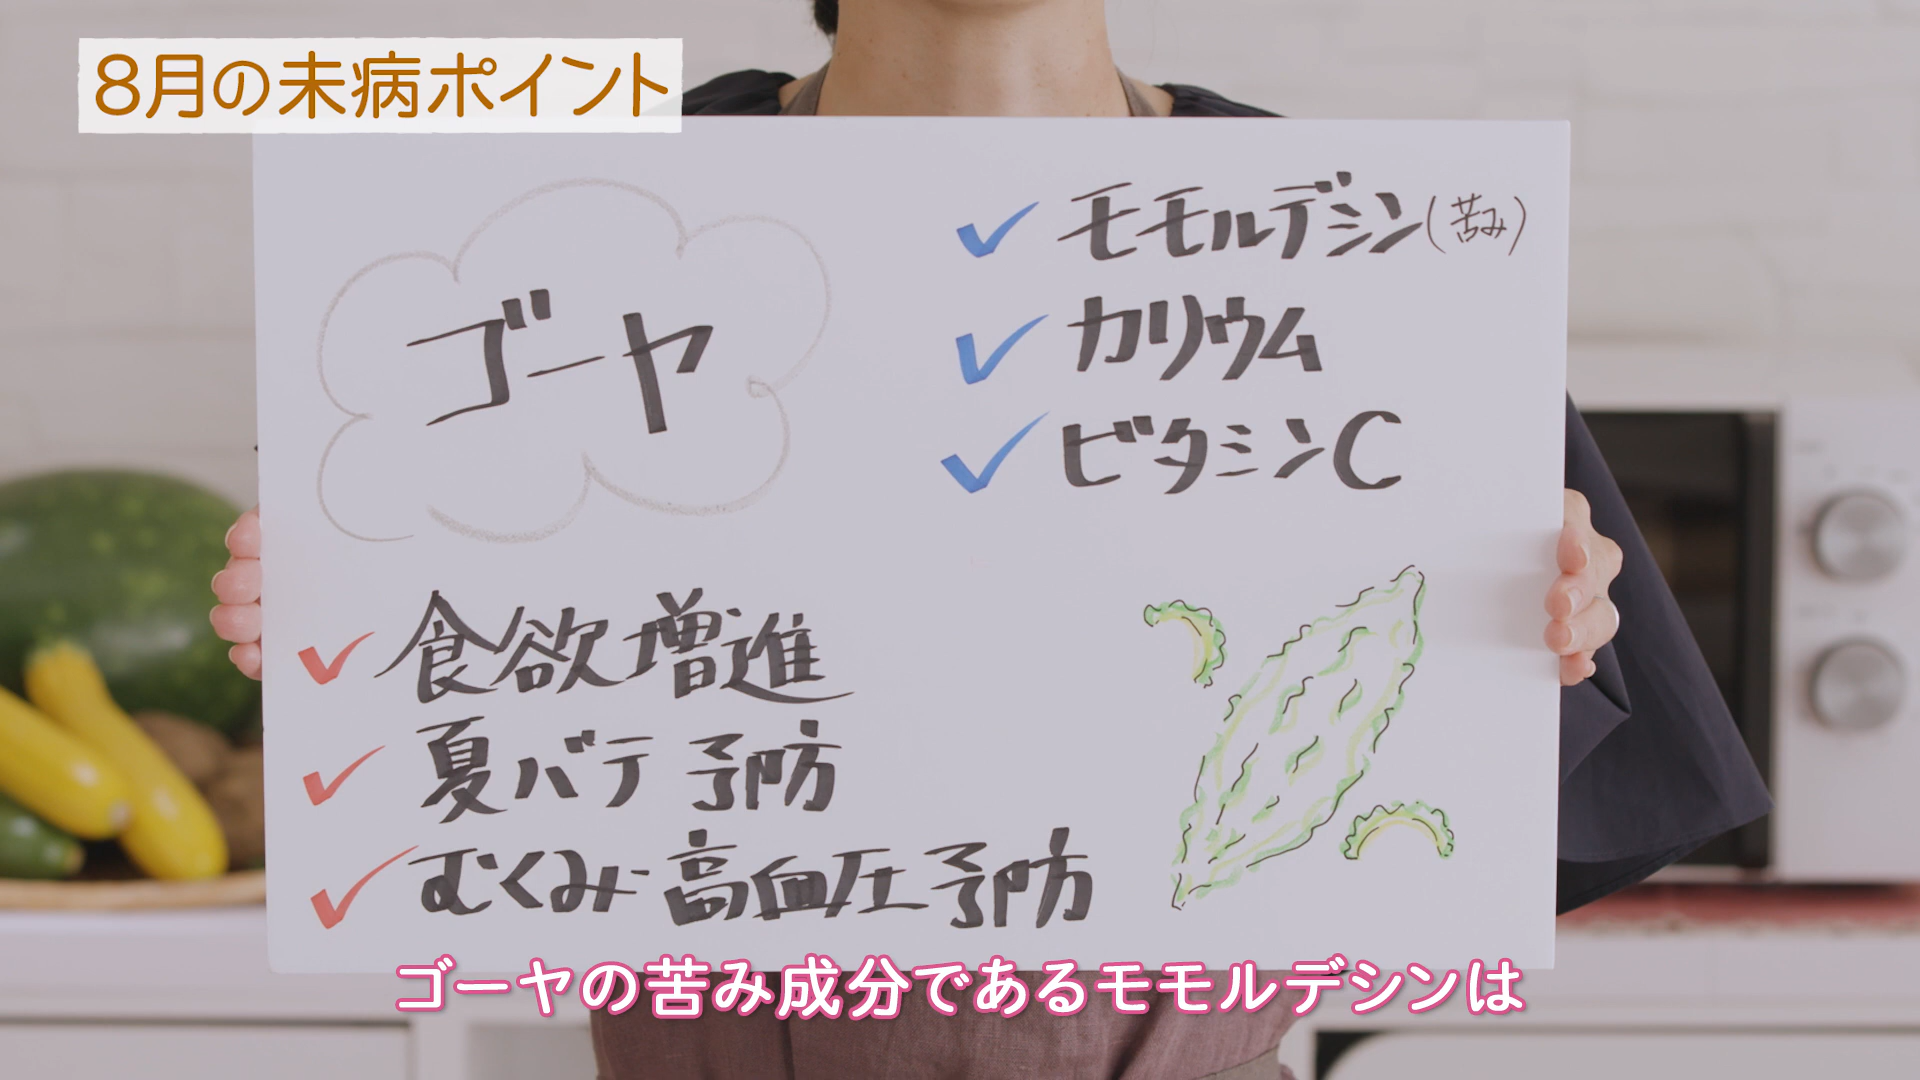 8月の未病ポイント
ゴーヤ
モモルデシン(苦み)
カリウム
ビタミンC
食欲増進
夏バテ予防
むくみ・高血圧予防
ゴーヤの苦み成分であるモモルデシンは